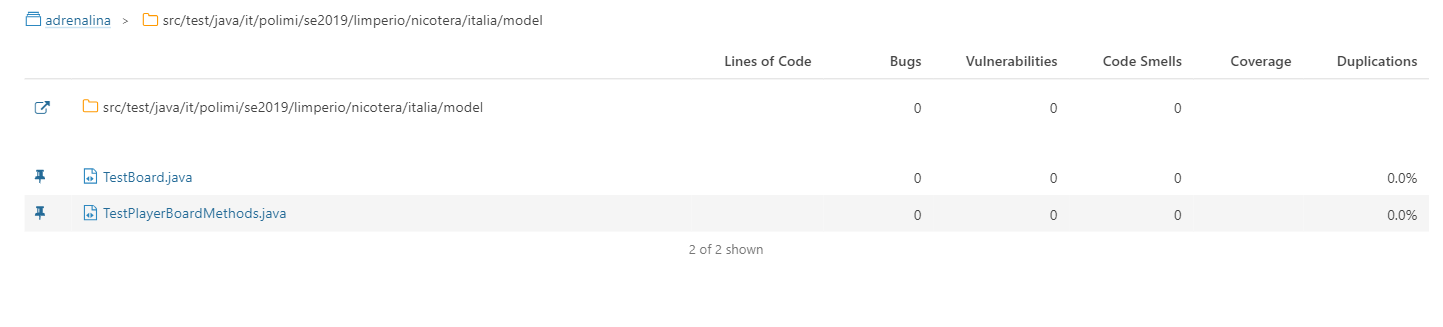 adrenalina > src/test/java/it/polimi/se2019/limperio/nicotera/italia/model
Lines of Code Bugs Vulnerabilities Code Smells Coverage Duplications
src/test/java/it/polimi/se2019/limperio/nicotera/italia/model 0 0 0
TestBoard.java 0 0 0 0.0%
TestPlayerBoardMethods.java 0 0 0 0.0%
2 of 2 shown